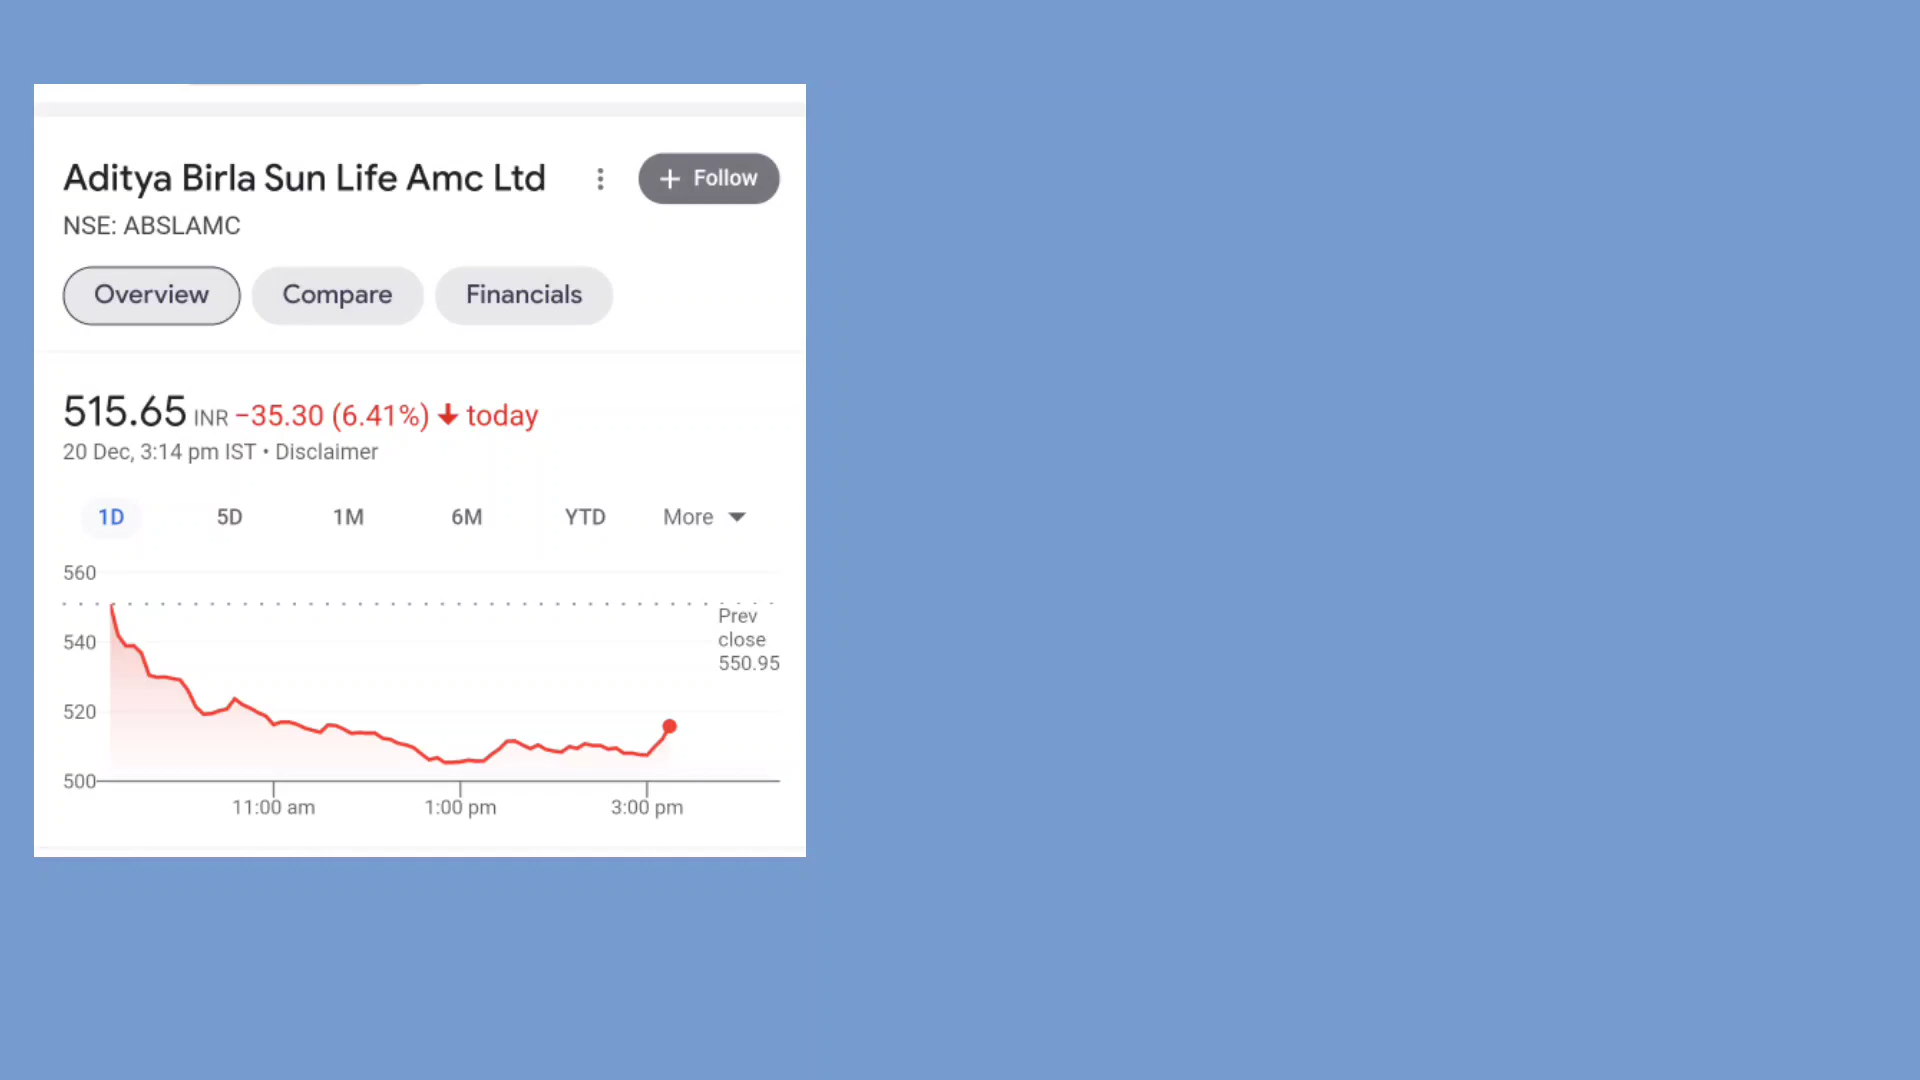 Aditya Birla Sun Life Amc Ltd
+ Follow
NSE: ABSLAMC
Overview Compare Financials
515.65 INR −35.30 (6.41%) ↓ today
20 Dec, 3:14 pm IST • Disclaimer
1D 5D 1M 6M YTD More
560
540
520
500
Prev
close
550.95
11:00 am 1:00 pm 3:00 pm